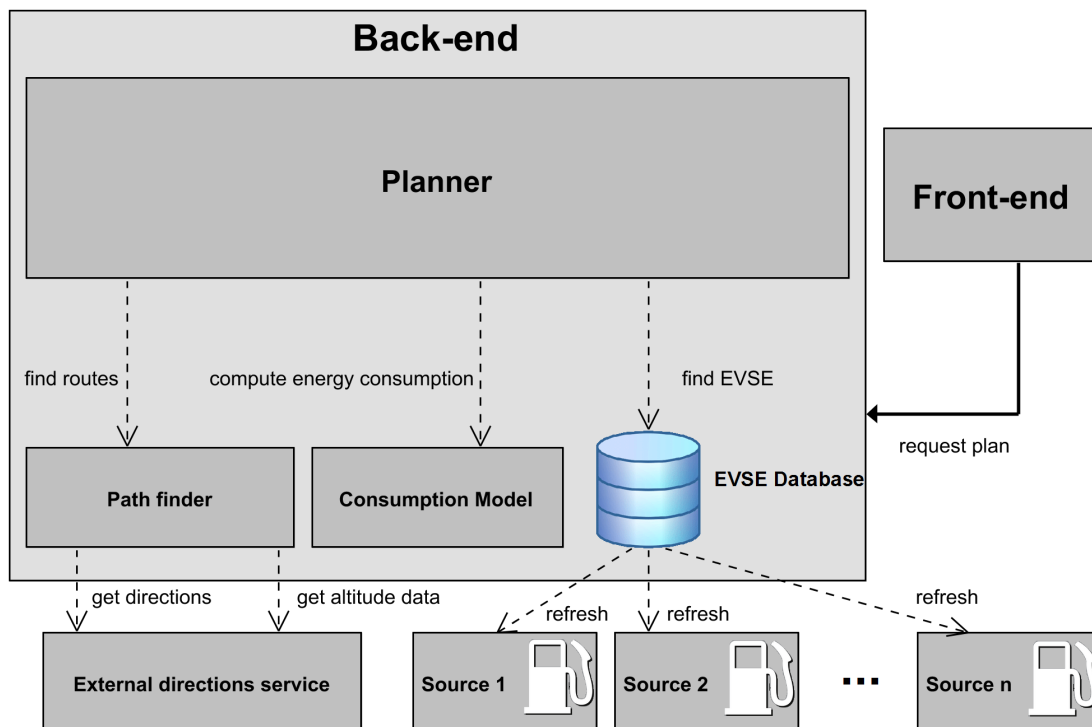 Back-end
Planner
Front-end
find routes
compute energy consumption
find EVSE
request plan
Path finder
Consumption Model
EVSE Database
get directions
get altitude data
refresh
refresh
refresh
External directions service
Source 1
Source 2
...
Source n